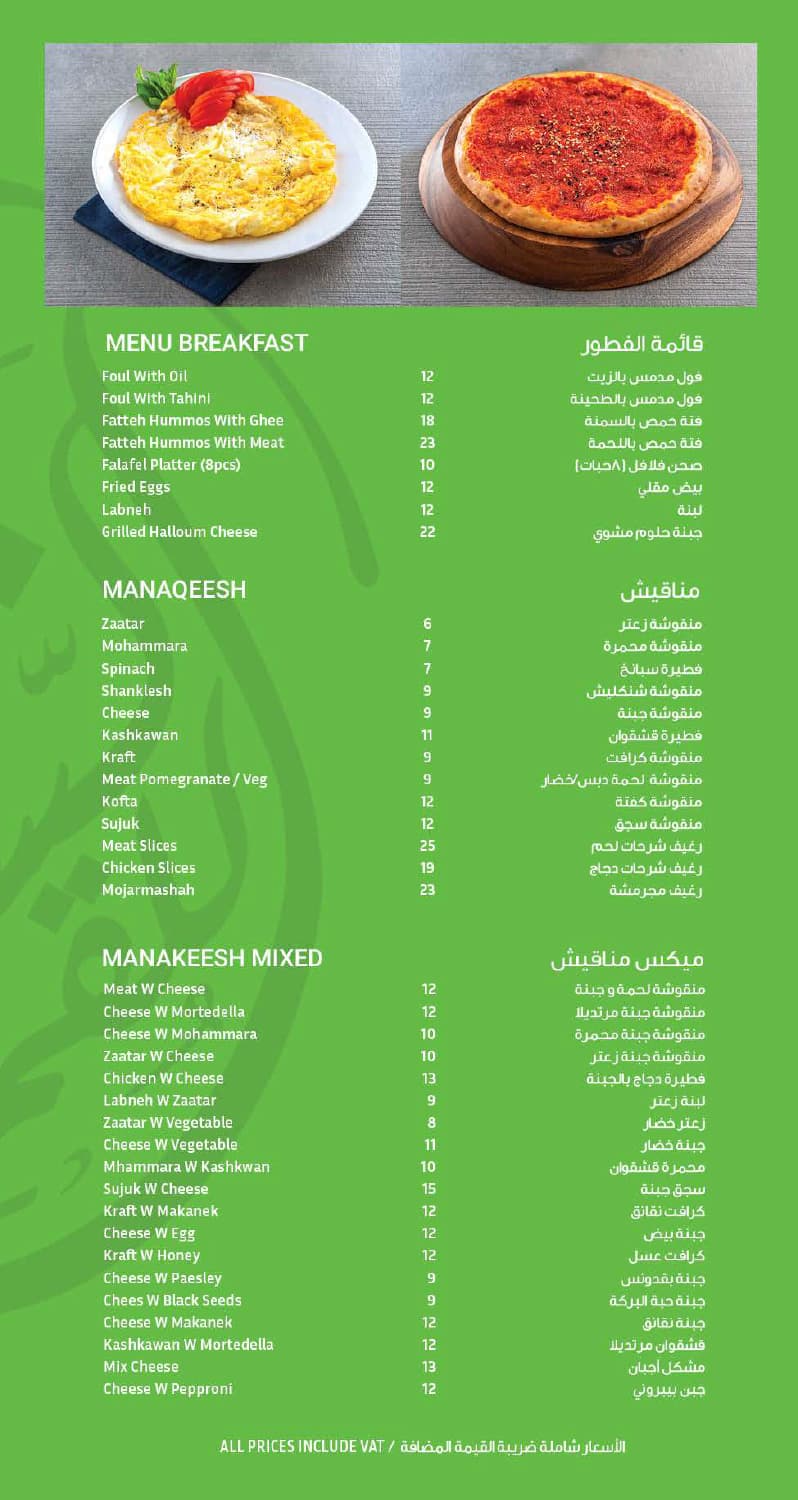 MENU BREAKFAST قائمة الفطور
Foul With Oil 12 فول مدمس بالزيت
Foul With Tahini 12 فول مدمس بالطحينة
Fatteh Hummos With Ghee 18 فتة حمص بالسمنة
Fatteh Hummos With Meat 23 فتة حمص باللحمة
Falafel Platter (8pcs) 10 صحن فلافل (٨حبات)
Fried Eggs 12 بيض مقلي
Labneh 12 لبنة
Grilled Halloum Cheese 22 جبنة حلوم مشوي
MANAQEESH مناقيش
Zaatar 6 منقوشة زعتر
Mohammara 7 منقوشة محمرة
Spinach 7 فطيرة سبانخ
Shanklesh 9 منقوشة شنكليش
Cheese 9 منقوشة جبنة
Kashkawan 11 فطيرة قشقوان
Kraft 9 منقوشة كرافت
Meat Pomegranate / Veg 9 منقوشة لحمة دبس/خضار
Kofta 12 منقوشة كفتة
Sujuk 12 منقوشة سجق
Meat Slices 25 رغيف شرحات لحم
Chicken Slices 19 رغيف شرحات دجاج
Mojarmashah 23 رغيف مجرمشة
MANAKEESH MIXED ميكس مناقيش
Meat W Cheese 12 منقوشة لحمة و جبنة
Cheese W Mortedella 12 منقوشة جبنة مرتديلا
Cheese W Mohammara 10 منقوشة جبنة محمرة
Zaatar W Cheese 10 منقوشة جبنة زعتر
Chicken W Cheese 13 فطيرة دجاج بالجبنة
Labneh W Zaatar 9 لبنة زعتر
Zaatar W Vegetable 8 زعتر خضار
Cheese W Vegetable 11 جبنة خضار
Mhammara W Kashkwan 10 محمرة قشقوان
Sujuk W Cheese 15 سجق جبنة
Kraft W Makanek 12 كرافت نقانق
Cheese W Egg 12 جبنة بيض
Kraft W Honey 12 كرافت عسل
Cheese W Paesley 9 جبنة بقدونس
Chees W Black Seeds 9 جبنة حبة البركة
Cheese W Makanek 12 جبنة نقانق
Kashkawan W Mortedella 12 قشقوان مرتديلا
Mix Cheese 13 مشكل أجبان
Cheese W Pepproni 12 جبن بيبروني
ALL PRICES INCLUDE VAT / الأسعار شاملة ضريبة القيمة المضافة